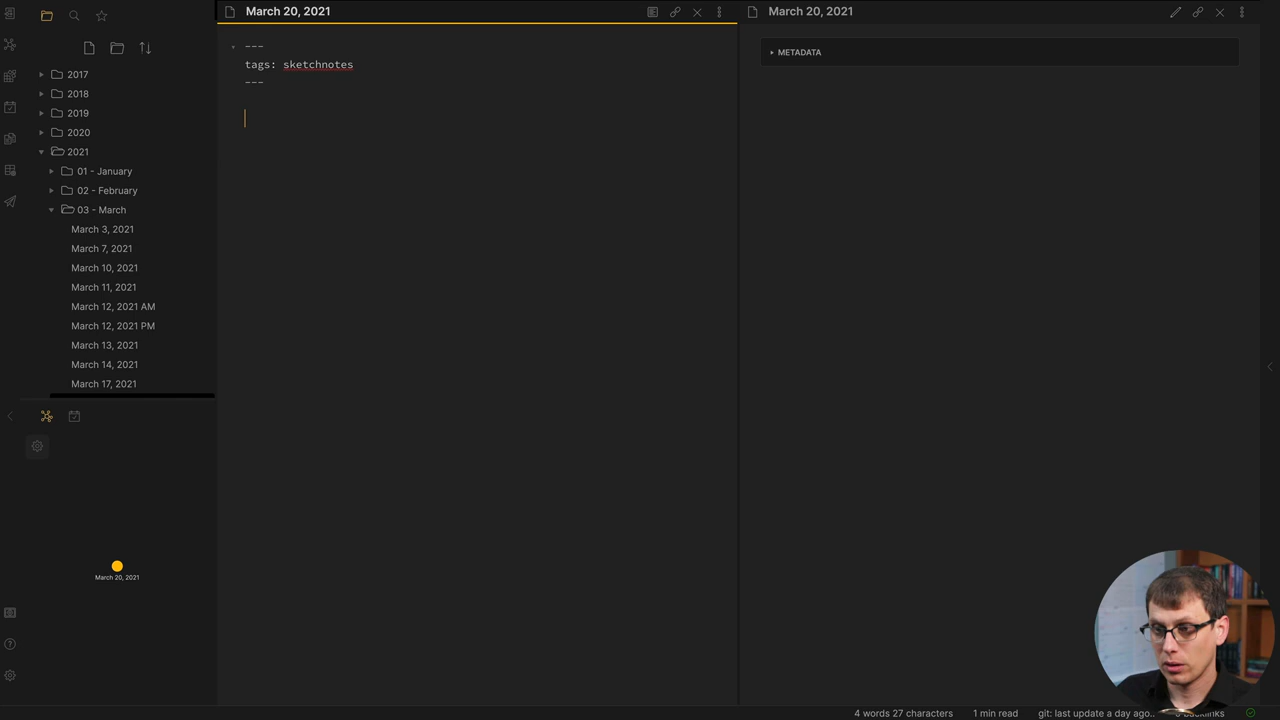 March 20, 2021
---
tags: sketchnotes
---
March 20, 2021
METADATA
2017
2018
2019
2020
2021
01 - January
02 - February
03 - March
March 3, 2021
March 7, 2021
March 10, 2021
March 11, 2021
March 12, 2021 AM
March 12, 2021 PM
March 13, 2021
March 14, 2021
March 17, 2021
March 20, 2021
4 words 27 characters
1 min read
git: last update a day ago..
backlinks